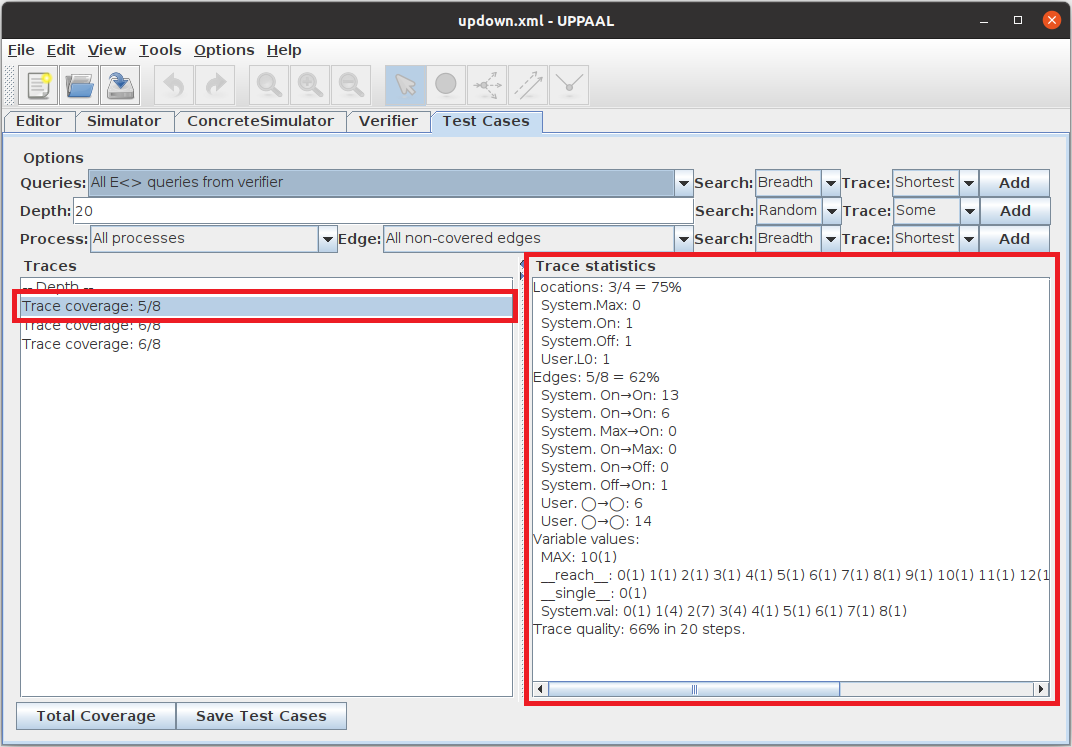 updown.xml - UPPAAL
File Edit View Tools Options Help
Editor Simulator ConcreteSimulator Verifier Test Cases
Options
Queries: All E<> queries from verifier Search: Breadth Trace: Shortest Add
Depth: 20 Search: Random Trace: Some Add
Process: All processes Edge: All non-covered edges Search: Breadth Trace: Shortest Add
Traces
-- Depth --
Trace coverage: 5/8
Trace coverage: 6/8
Trace coverage: 6/8
Trace statistics
Locations: 3/4 = 75%
System.Max: 0
System.On: 1
System.Off: 1
User.L0: 1
Edges: 5/8 = 62%
System. On→On: 13
System. On→On: 6
System. Max→On: 0
System. On→Max: 0
System. On→Off: 0
System. Off→On: 1
User. ◯→◯: 6
User. ◯→◯: 14
Variable values:
MAX: 10(1)
__reach__: 0(1) 1(1) 2(1) 3(1) 4(1) 5(1) 6(1) 7(1) 8(1) 9(1) 10(1) 11(1) 12(1
__single__: 0(1)
System.val: 0(1) 1(4) 2(7) 3(4) 4(1) 5(1) 6(1) 7(1) 8(1)
Trace quality: 66% in 20 steps.
Total Coverage Save Test Cases